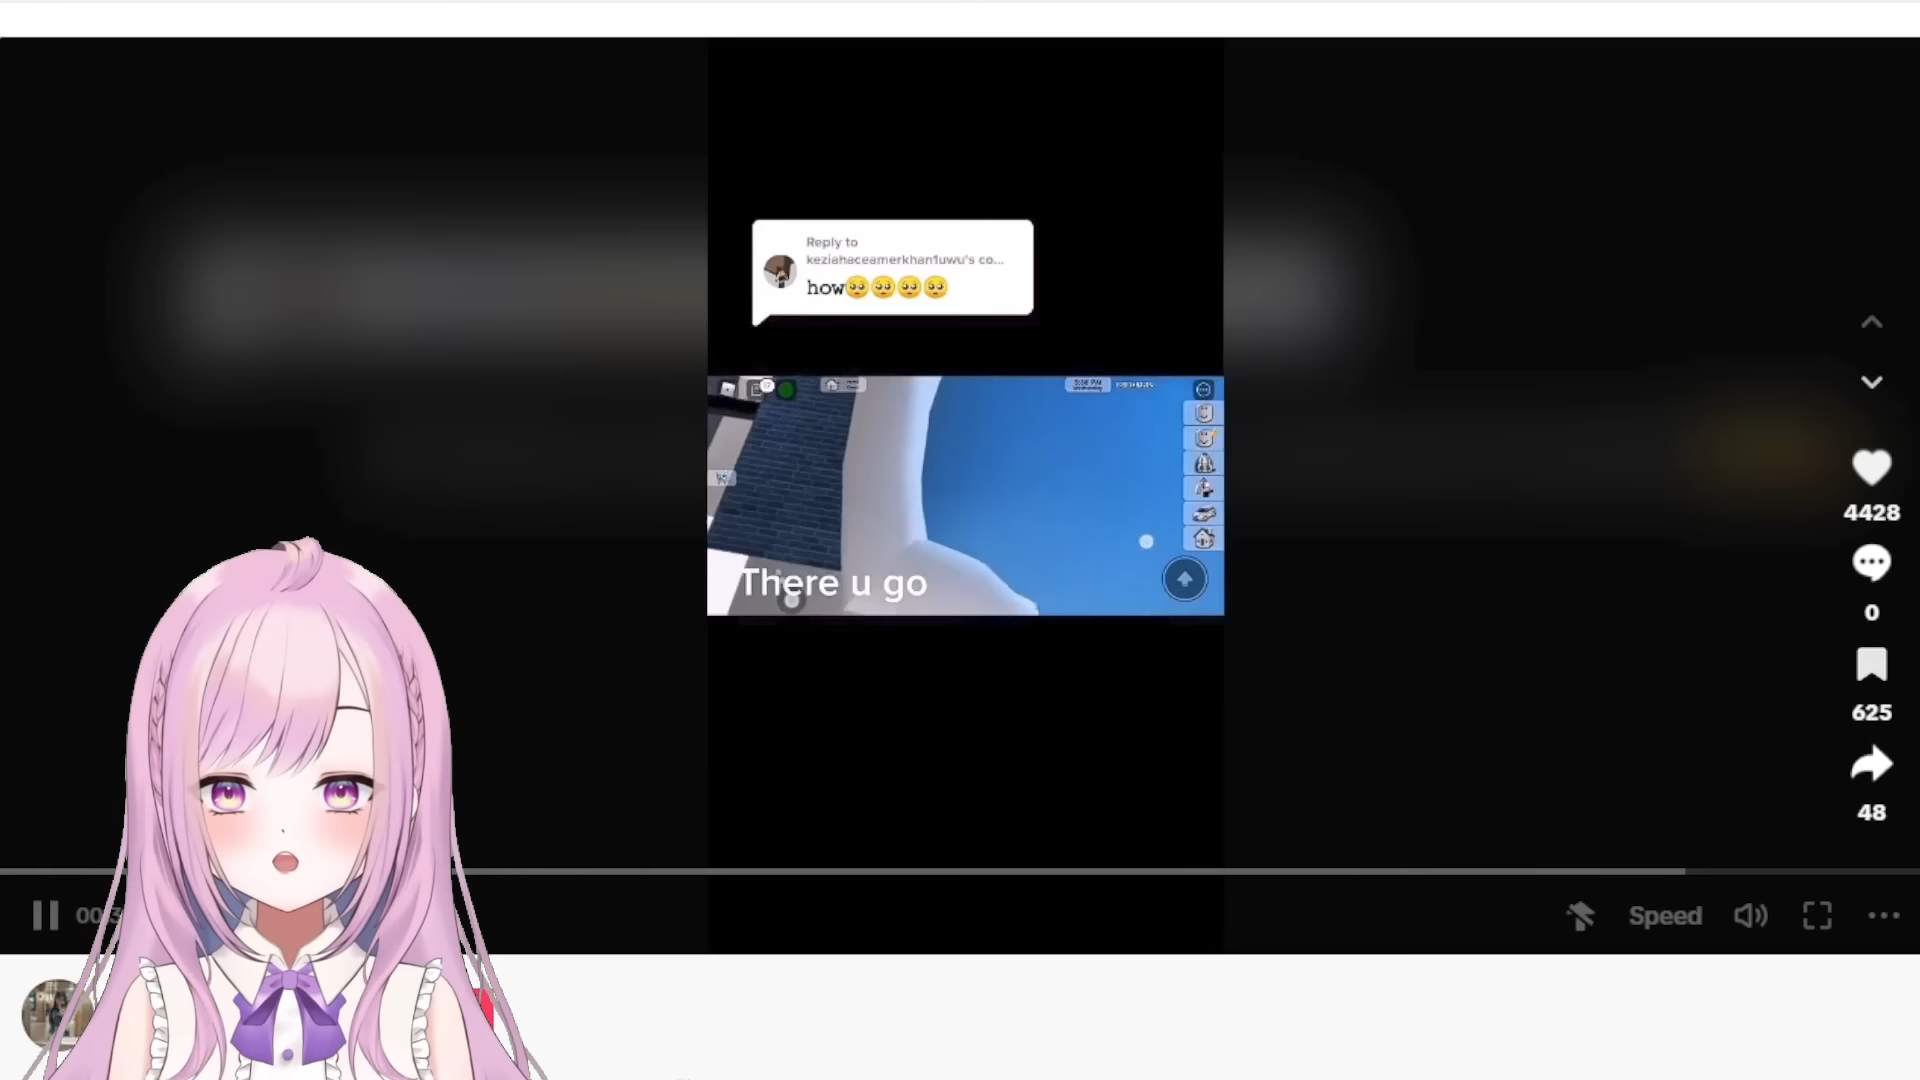 Reply to
keziahaceamerkhan1uwu's co...
how🥺🥺🥺🥺
There u go
4428
0
625
48
Speed